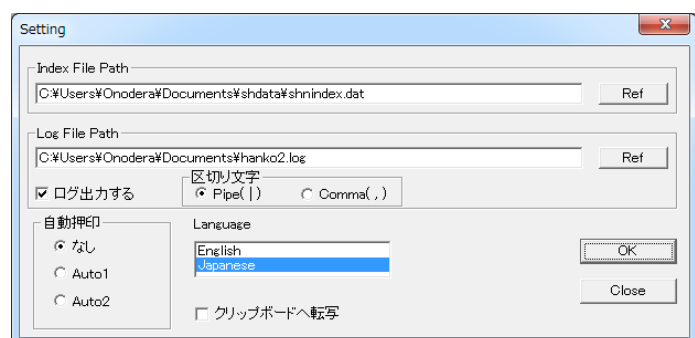 Setting
Index File Path
C:¥Users¥Onodera¥Documents¥shdata¥shnindex.dat
Ref
Log File Path
C:¥Users¥Onodera¥Documents¥hanko2.log
Ref
ログ出力する
区切り文字
Pipe(|)
Comma(,)
自動押印
なし
Auto1
Auto2
Language
English
Japanese
クリップボードへ転写
OK
Close